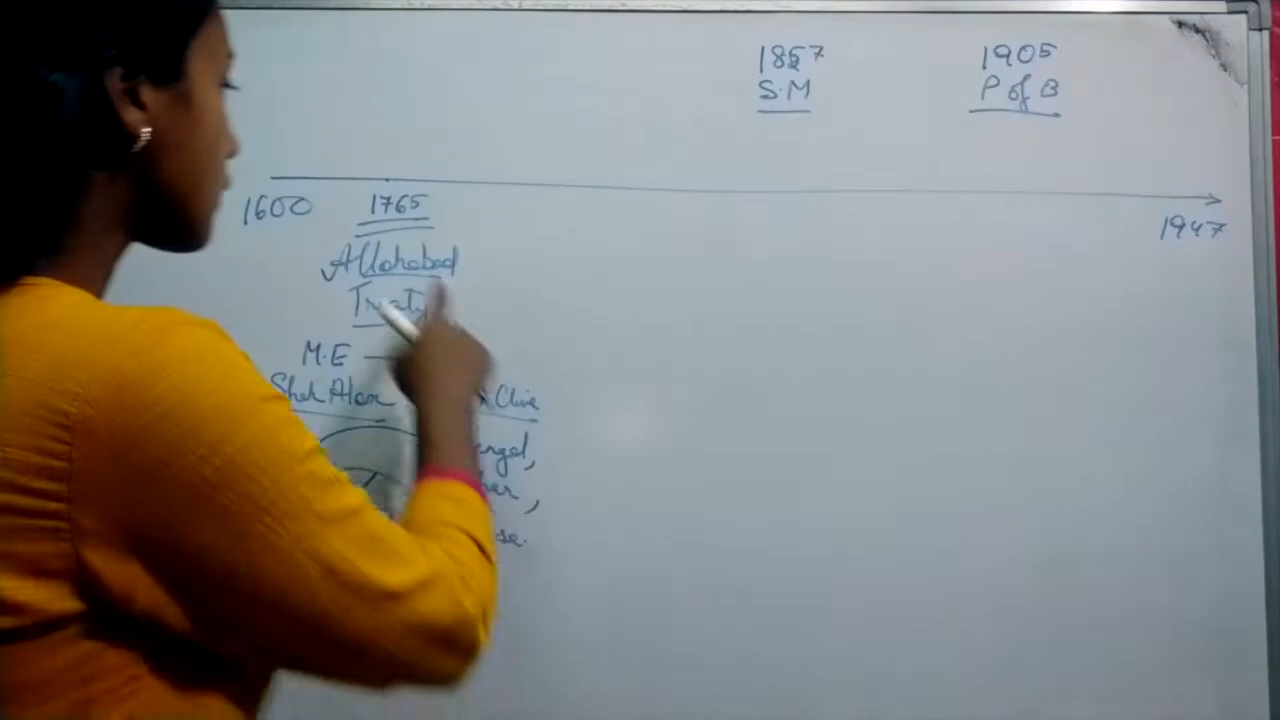 1857 1905
S.M P of B
1600 1765 1947
Allahabad
Treaty
M.E —
Shah Alam Clive